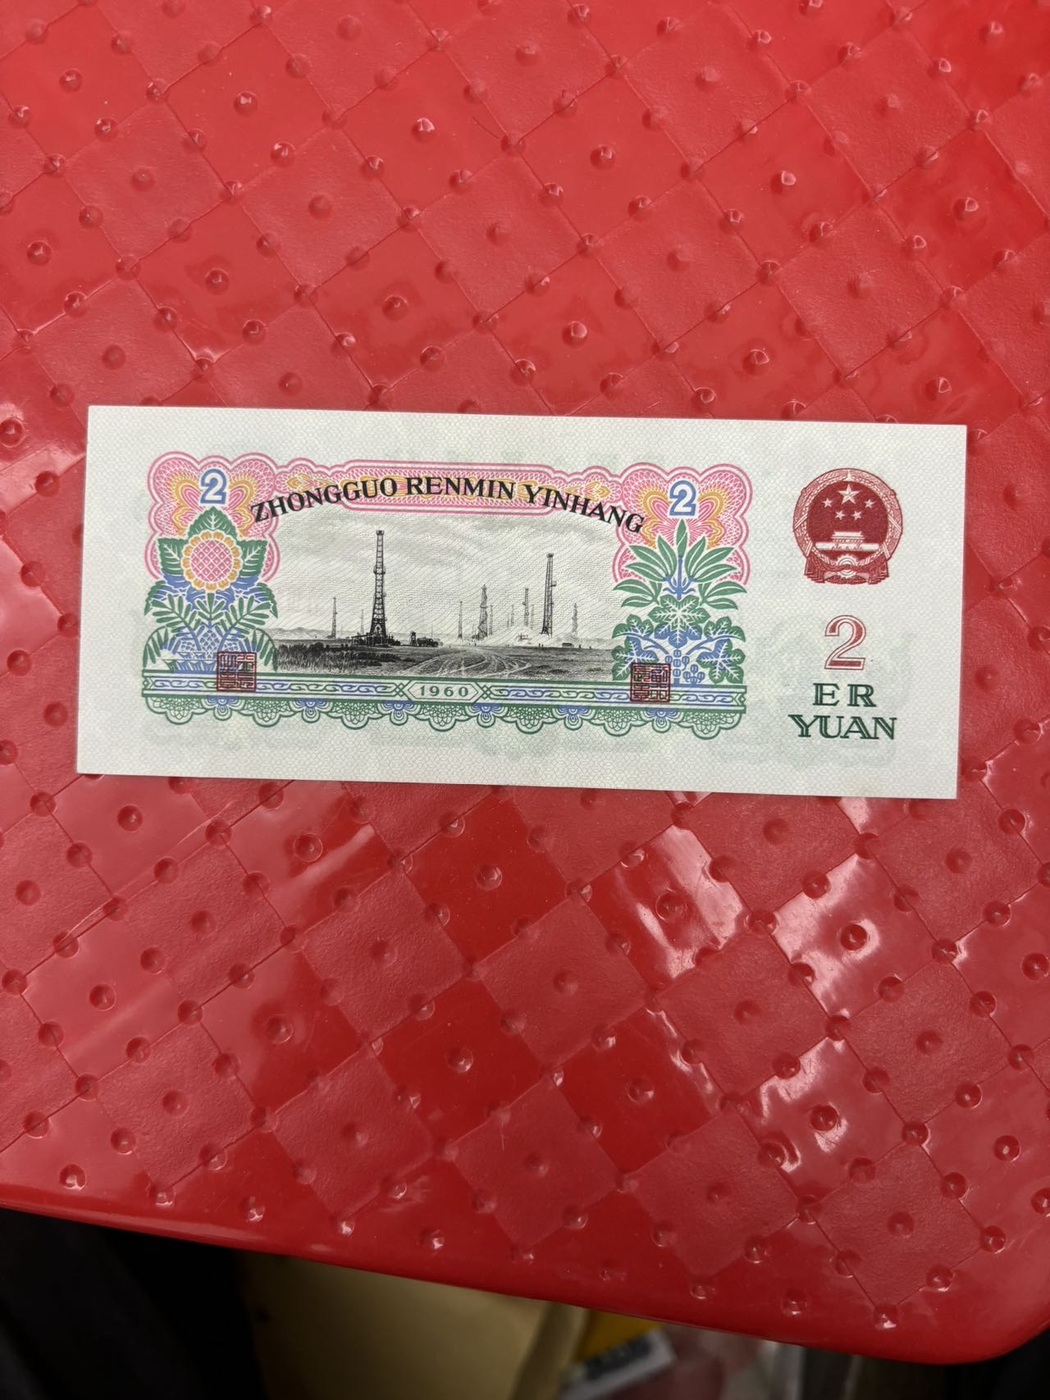 2
ZHONGGUO RENMIN YINHANG
2
1960
2
ER
YUAN